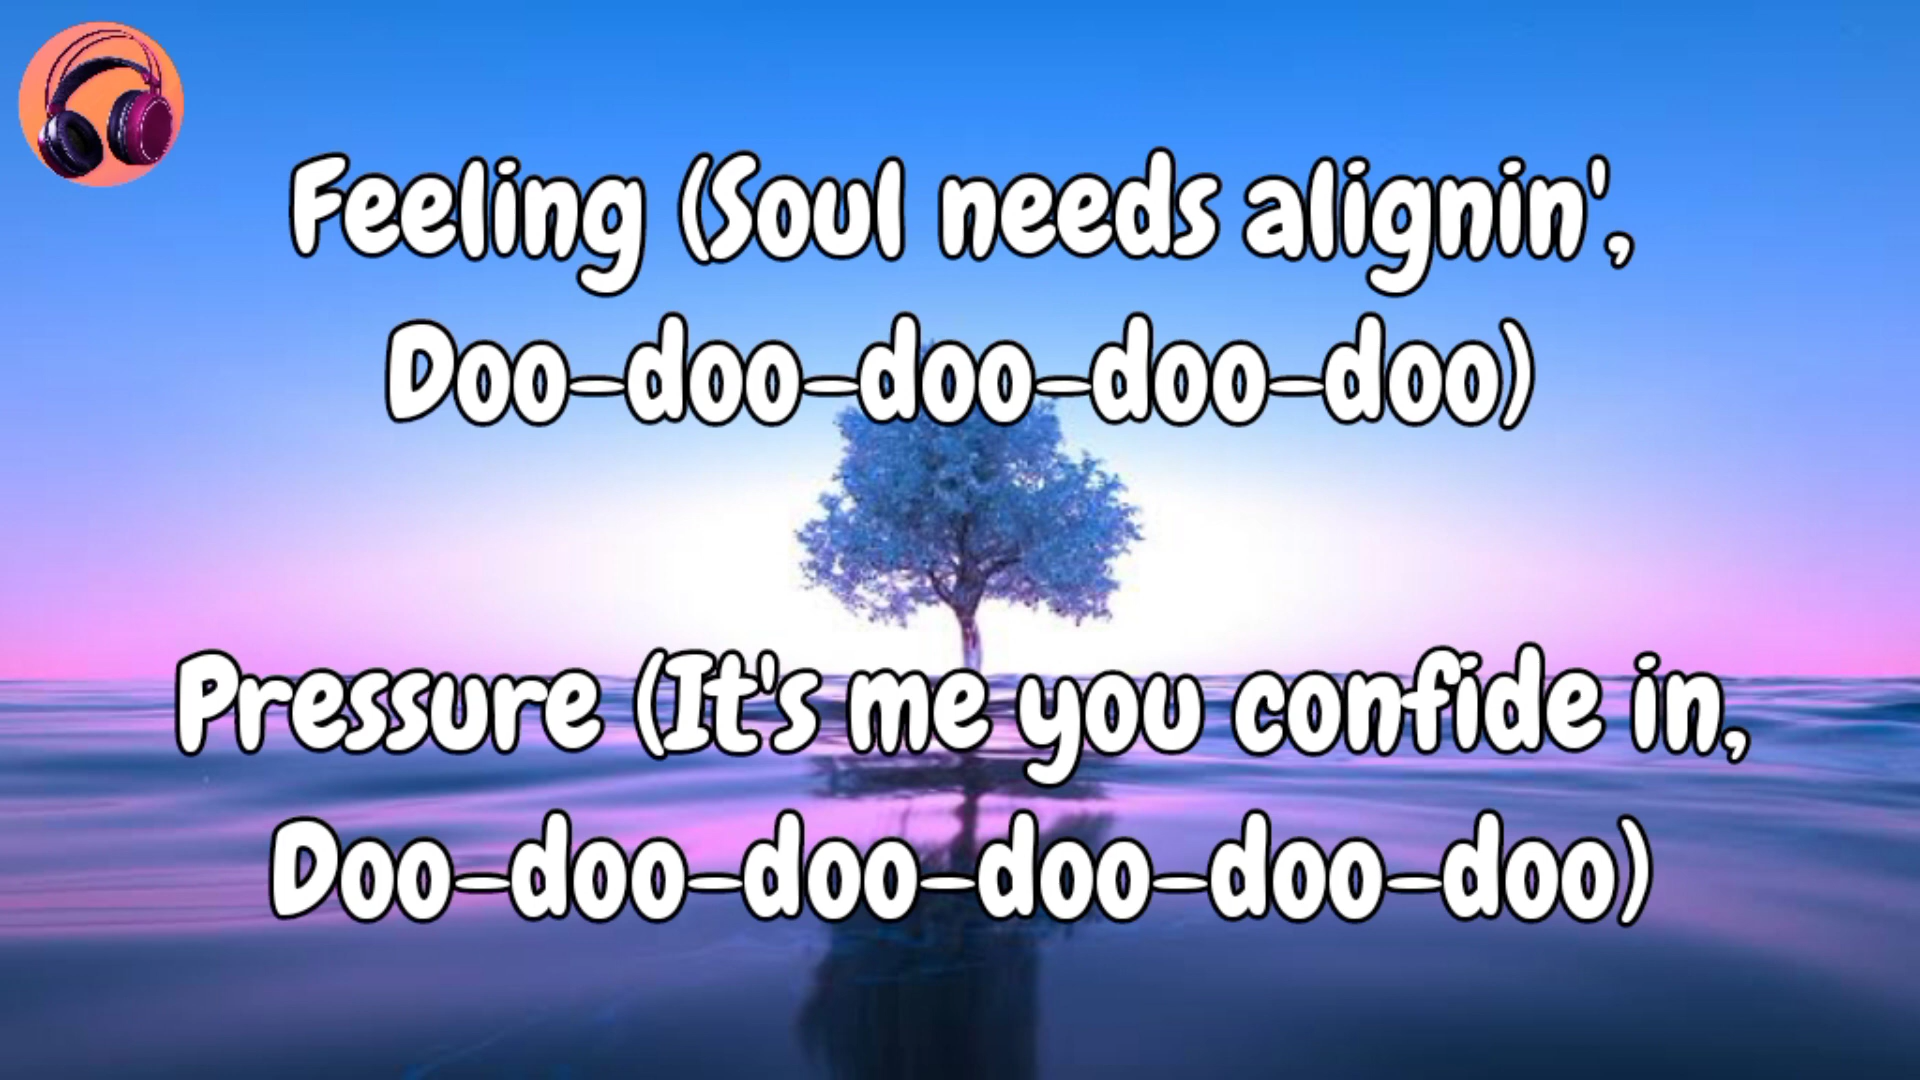 Feeling (Soul needs alignin',
Doo-doo-doo-doo-doo)
Pressure (It's me you confide in,
Doo-doo-doo-doo-doo-doo)